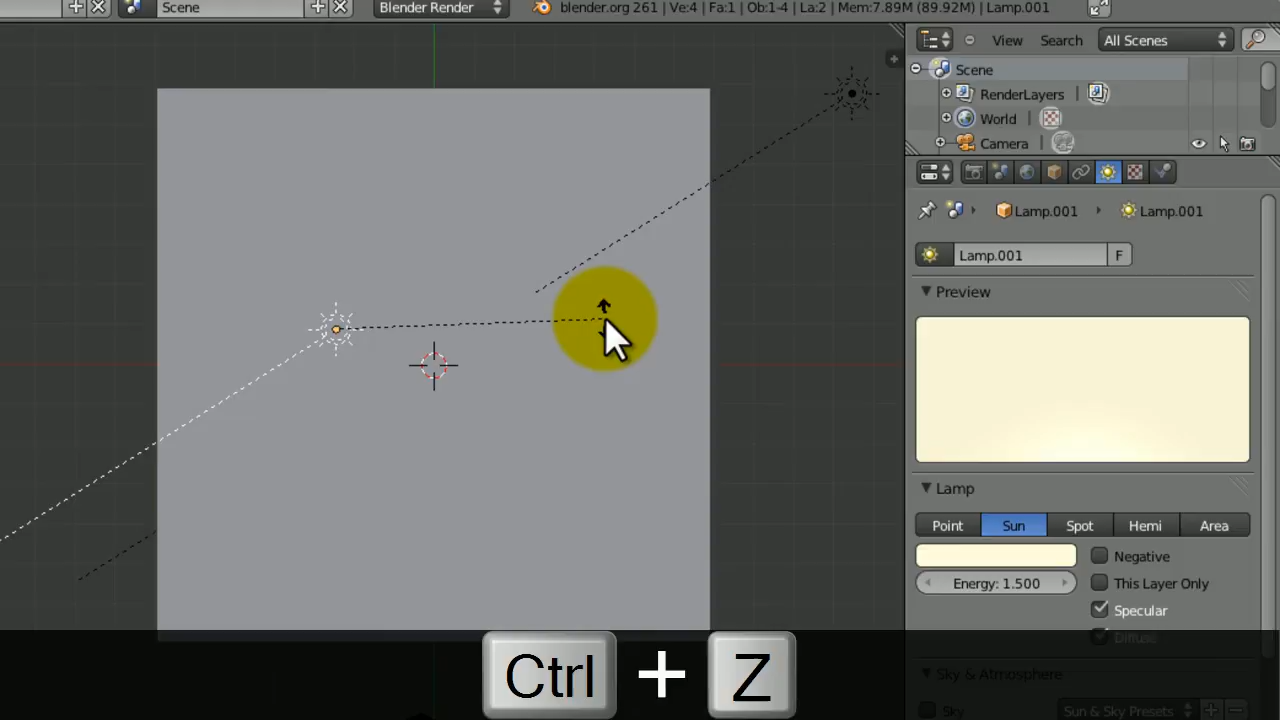 Scene
Blender Render
blender.org 261 | Ve:4 | Fa:1 | Ob:1-4 | La:2 | Mem:7.89M (89.92M) | Lamp.001
View
Search
All Scenes
Scene
RenderLayers
World
Camera
Lamp.001
Lamp.001
Lamp.001
F
Preview
Lamp
Point
Sun
Spot
Hemi
Area
Negative
Energy: 1.500
This Layer Only
Specular
Diffuse
Sky & Atmosphere
Sky
Sun & Sky Presets
Ctrl + Z